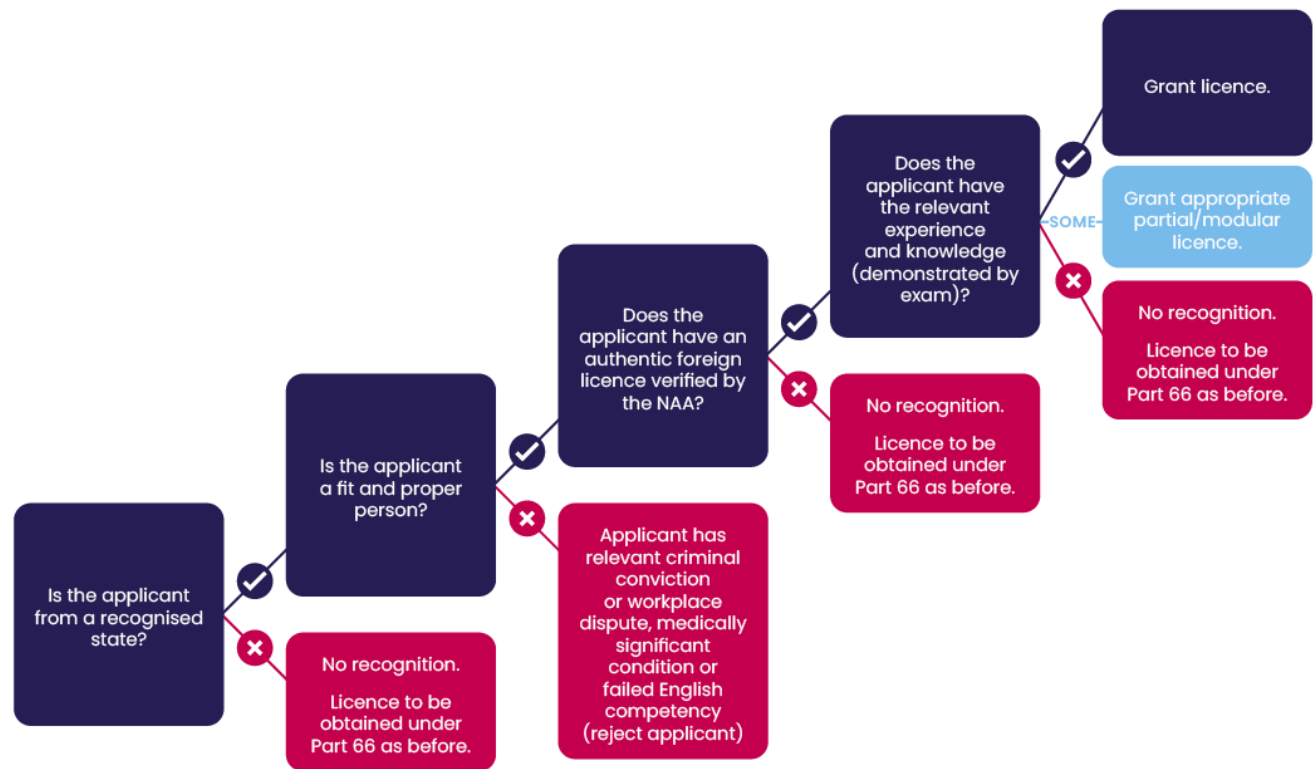 Is the applicant
from a recognised
state?
No recognition.
Licence to be
obtained under
Part 66 as before.
Is the applicant
a fit and proper
person?
Applicant has
relevant criminal
conviction
or workplace
dispute, medically
significant
condition or
failed English
competency
(reject applicant)
Does the
applicant have an
authentic foreign
licence verified by
the NAA?
No recognition.
Licence to be
obtained under
Part 66 as before.
Does the
applicant have
the relevant
experience
and knowledge
(demonstrated by
exam)?
Grant licence.
SOME
Grant appropriate
partial/modular
licence.
No recognition.
Licence to be
obtained under
Part 66 as before.